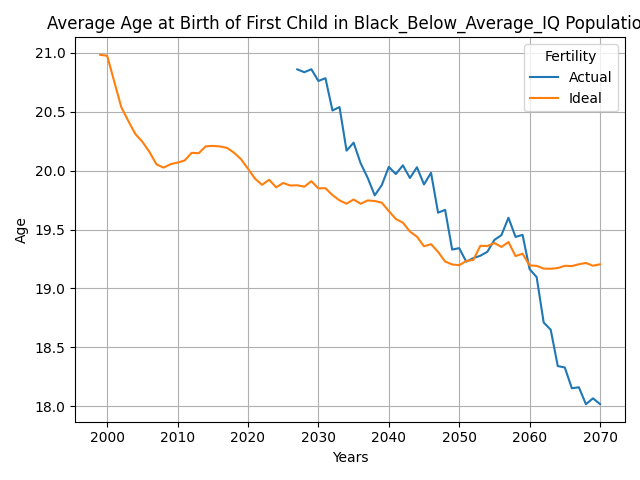 Average Age at Birth of First Child in Black_Below_Average_IQ Populatio
Fertility
Actual
Ideal
21.0
20.5
20.0
19.5
19.0
18.5
18.0
Age
2000 2010 2020 2030 2040 2050 2060 2070
Years